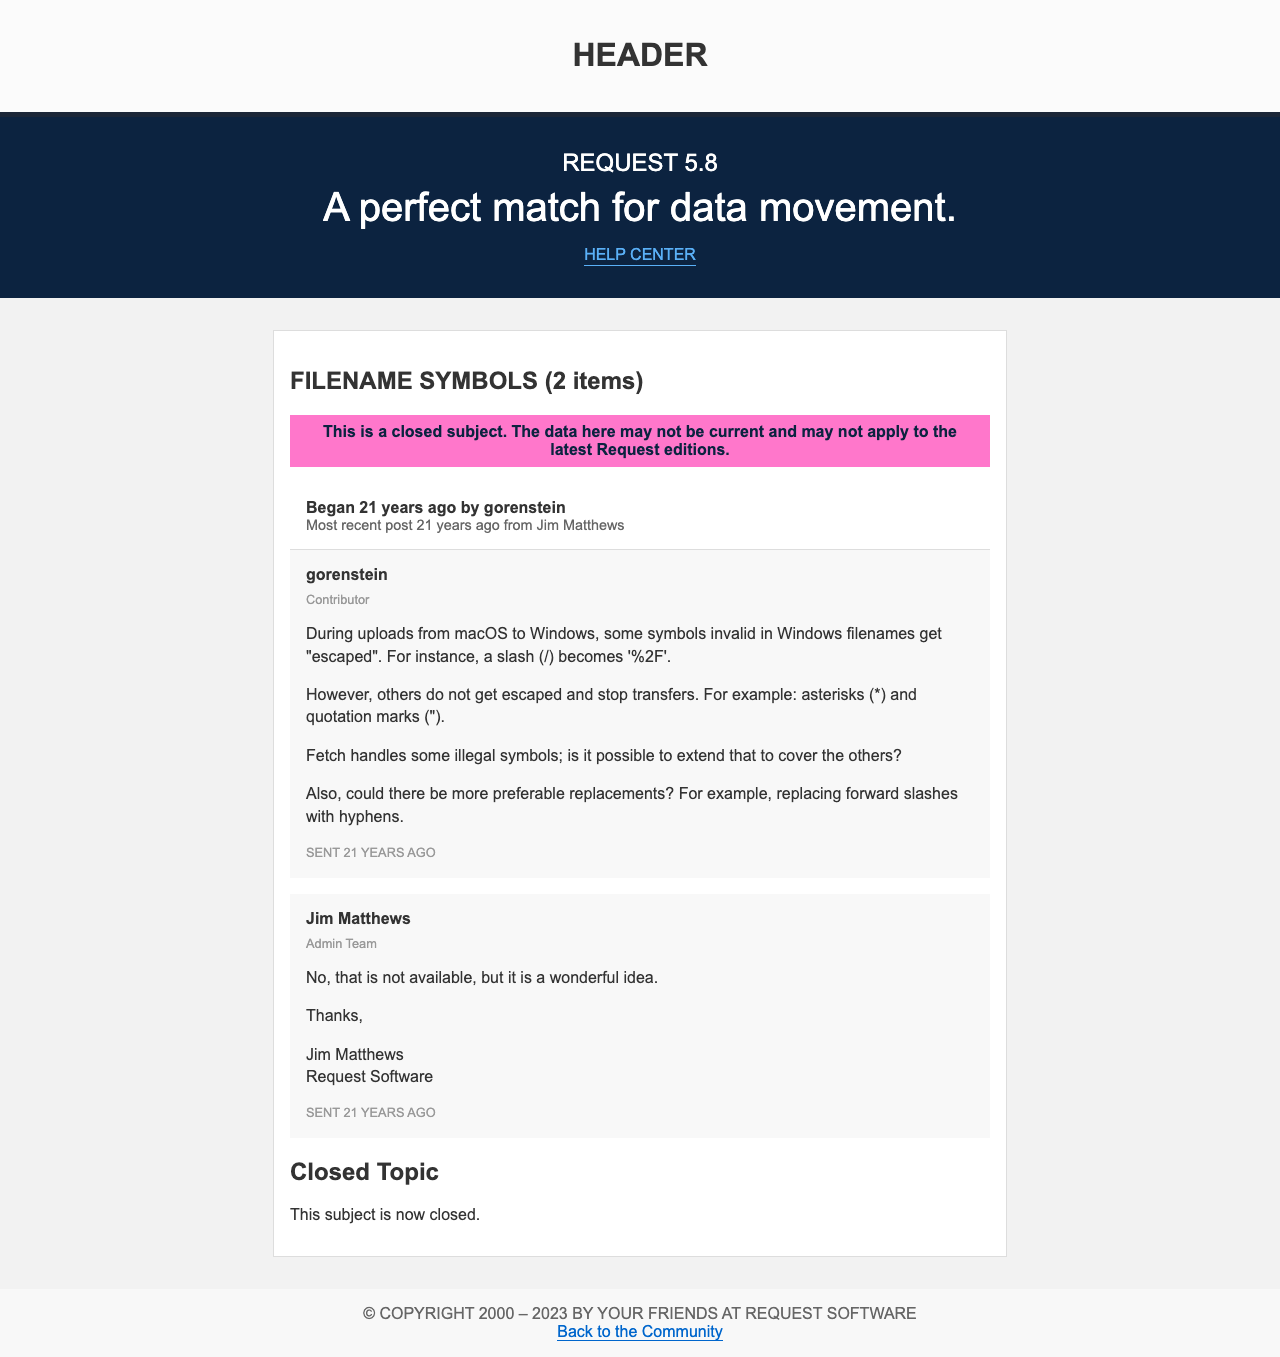 HEADER
REQUEST 5.8
A perfect match for data movement.
HELP CENTER
FILENAME SYMBOLS (2 items)
This is a closed subject. The data here may not be current and may not apply to the
latest Request editions.
Began 21 years ago by gorenstein
Most recent post 21 years ago from Jim Matthews
gorenstein
Contributor
During uploads from macOS to Windows, some symbols invalid in Windows filenames get
"escaped". For instance, a slash (/) becomes '%2F'.
However, others do not get escaped and stop transfers. For example: asterisks (*) and
quotation marks (").
Fetch handles some illegal symbols; is it possible to extend that to cover the others?
Also, could there be more preferable replacements? For example, replacing forward slashes
with hyphens.
SENT 21 YEARS AGO
Jim Matthews
Admin Team
No, that is not available, but it is a wonderful idea.
Thanks,
Jim Matthews
Request Software
SENT 21 YEARS AGO
Closed Topic
This subject is now closed.
© COPYRIGHT 2000 – 2023 BY YOUR FRIENDS AT REQUEST SOFTWARE
Back to the Community